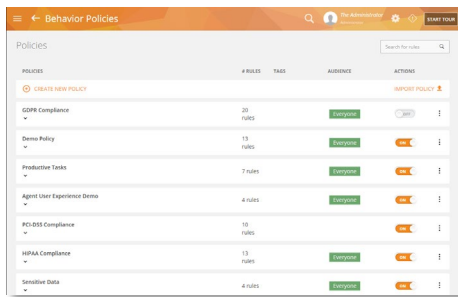 Behavior Policies
The Administrator
START YOUR
Policies
Search for rules
POLICIES # RULES TAGS AUDIENCE ACTIONS
CREATE NEW POLICY IMPORT POLICY
GDPR Compliance 20 rules Everyone OFF
Demo Policy 13 rules Everyone ON
Productive Tasks 7 rules Everyone ON
Agent User Experience Demo 4 rules Everyone ON
PCI-DSS Compliance 10 rules ON
HIPAA Compliance 13 rules Everyone ON
Sensitive Data 4 rules Everyone ON